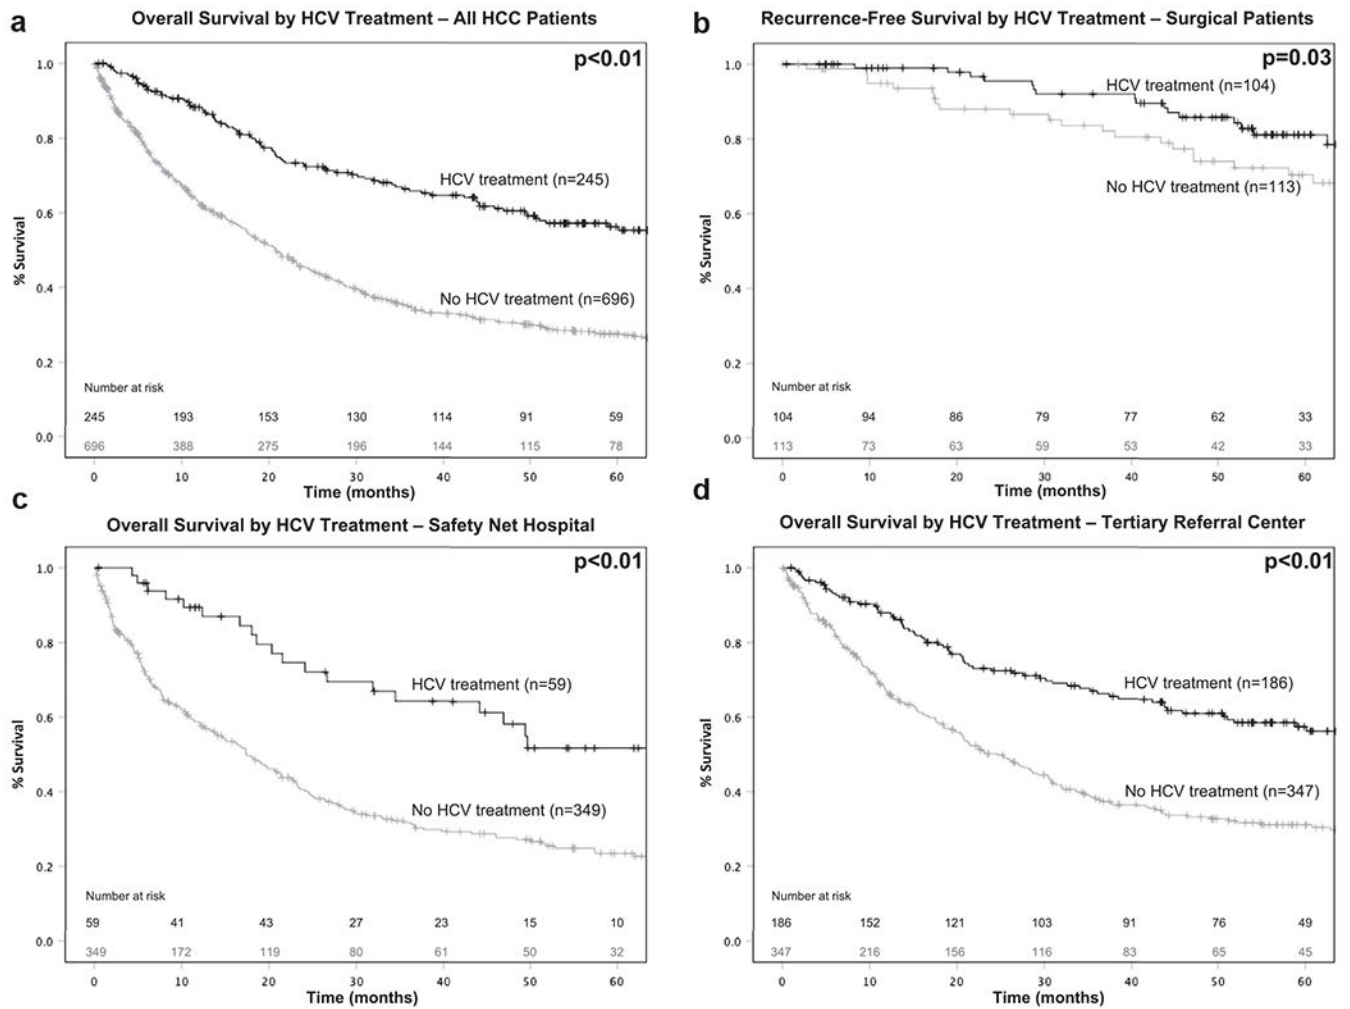 a
Overall Survival by HCV Treatment – All HCC Patients
p<0.01
1.0
0.8
0.6
0.4
0.2
0.0
% Survival
HCV treatment (n=245)
No HCV treatment (n=696)
Number at risk
245 193 153 130 114 91 59
696 388 275 196 144 115 78
0 10 20 30 40 50 60
Time (months)
b
Recurrence-Free Survival by HCV Treatment – Surgical Patients
p=0.03
1.0
0.8
0.6
0.4
0.2
0.0
% Survival
HCV treatment (n=104)
No HCV treatment (n=113)
Number at risk
104 94 86 79 77 62 33
113 73 63 59 53 42 33
0 10 20 30 40 50 60
Time (months)
c
Overall Survival by HCV Treatment – Safety Net Hospital
p<0.01
1.0
0.8
0.6
0.4
0.2
0.0
% Survival
HCV treatment (n=59)
No HCV treatment (n=349)
Number at risk
59 41 43 27 23 15 10
349 172 119 80 61 50 32
0 10 20 30 40 50 60
Time (months)
d
Overall Survival by HCV Treatment – Tertiary Referral Center
p<0.01
1.0
0.8
0.6
0.4
0.2
0.0
% Survival
HCV treatment (n=186)
No HCV treatment (n=347)
Number at risk
186 152 121 103 91 76 49
347 216 156 116 83 65 45
0 10 20 30 40 50 60
Time (months)